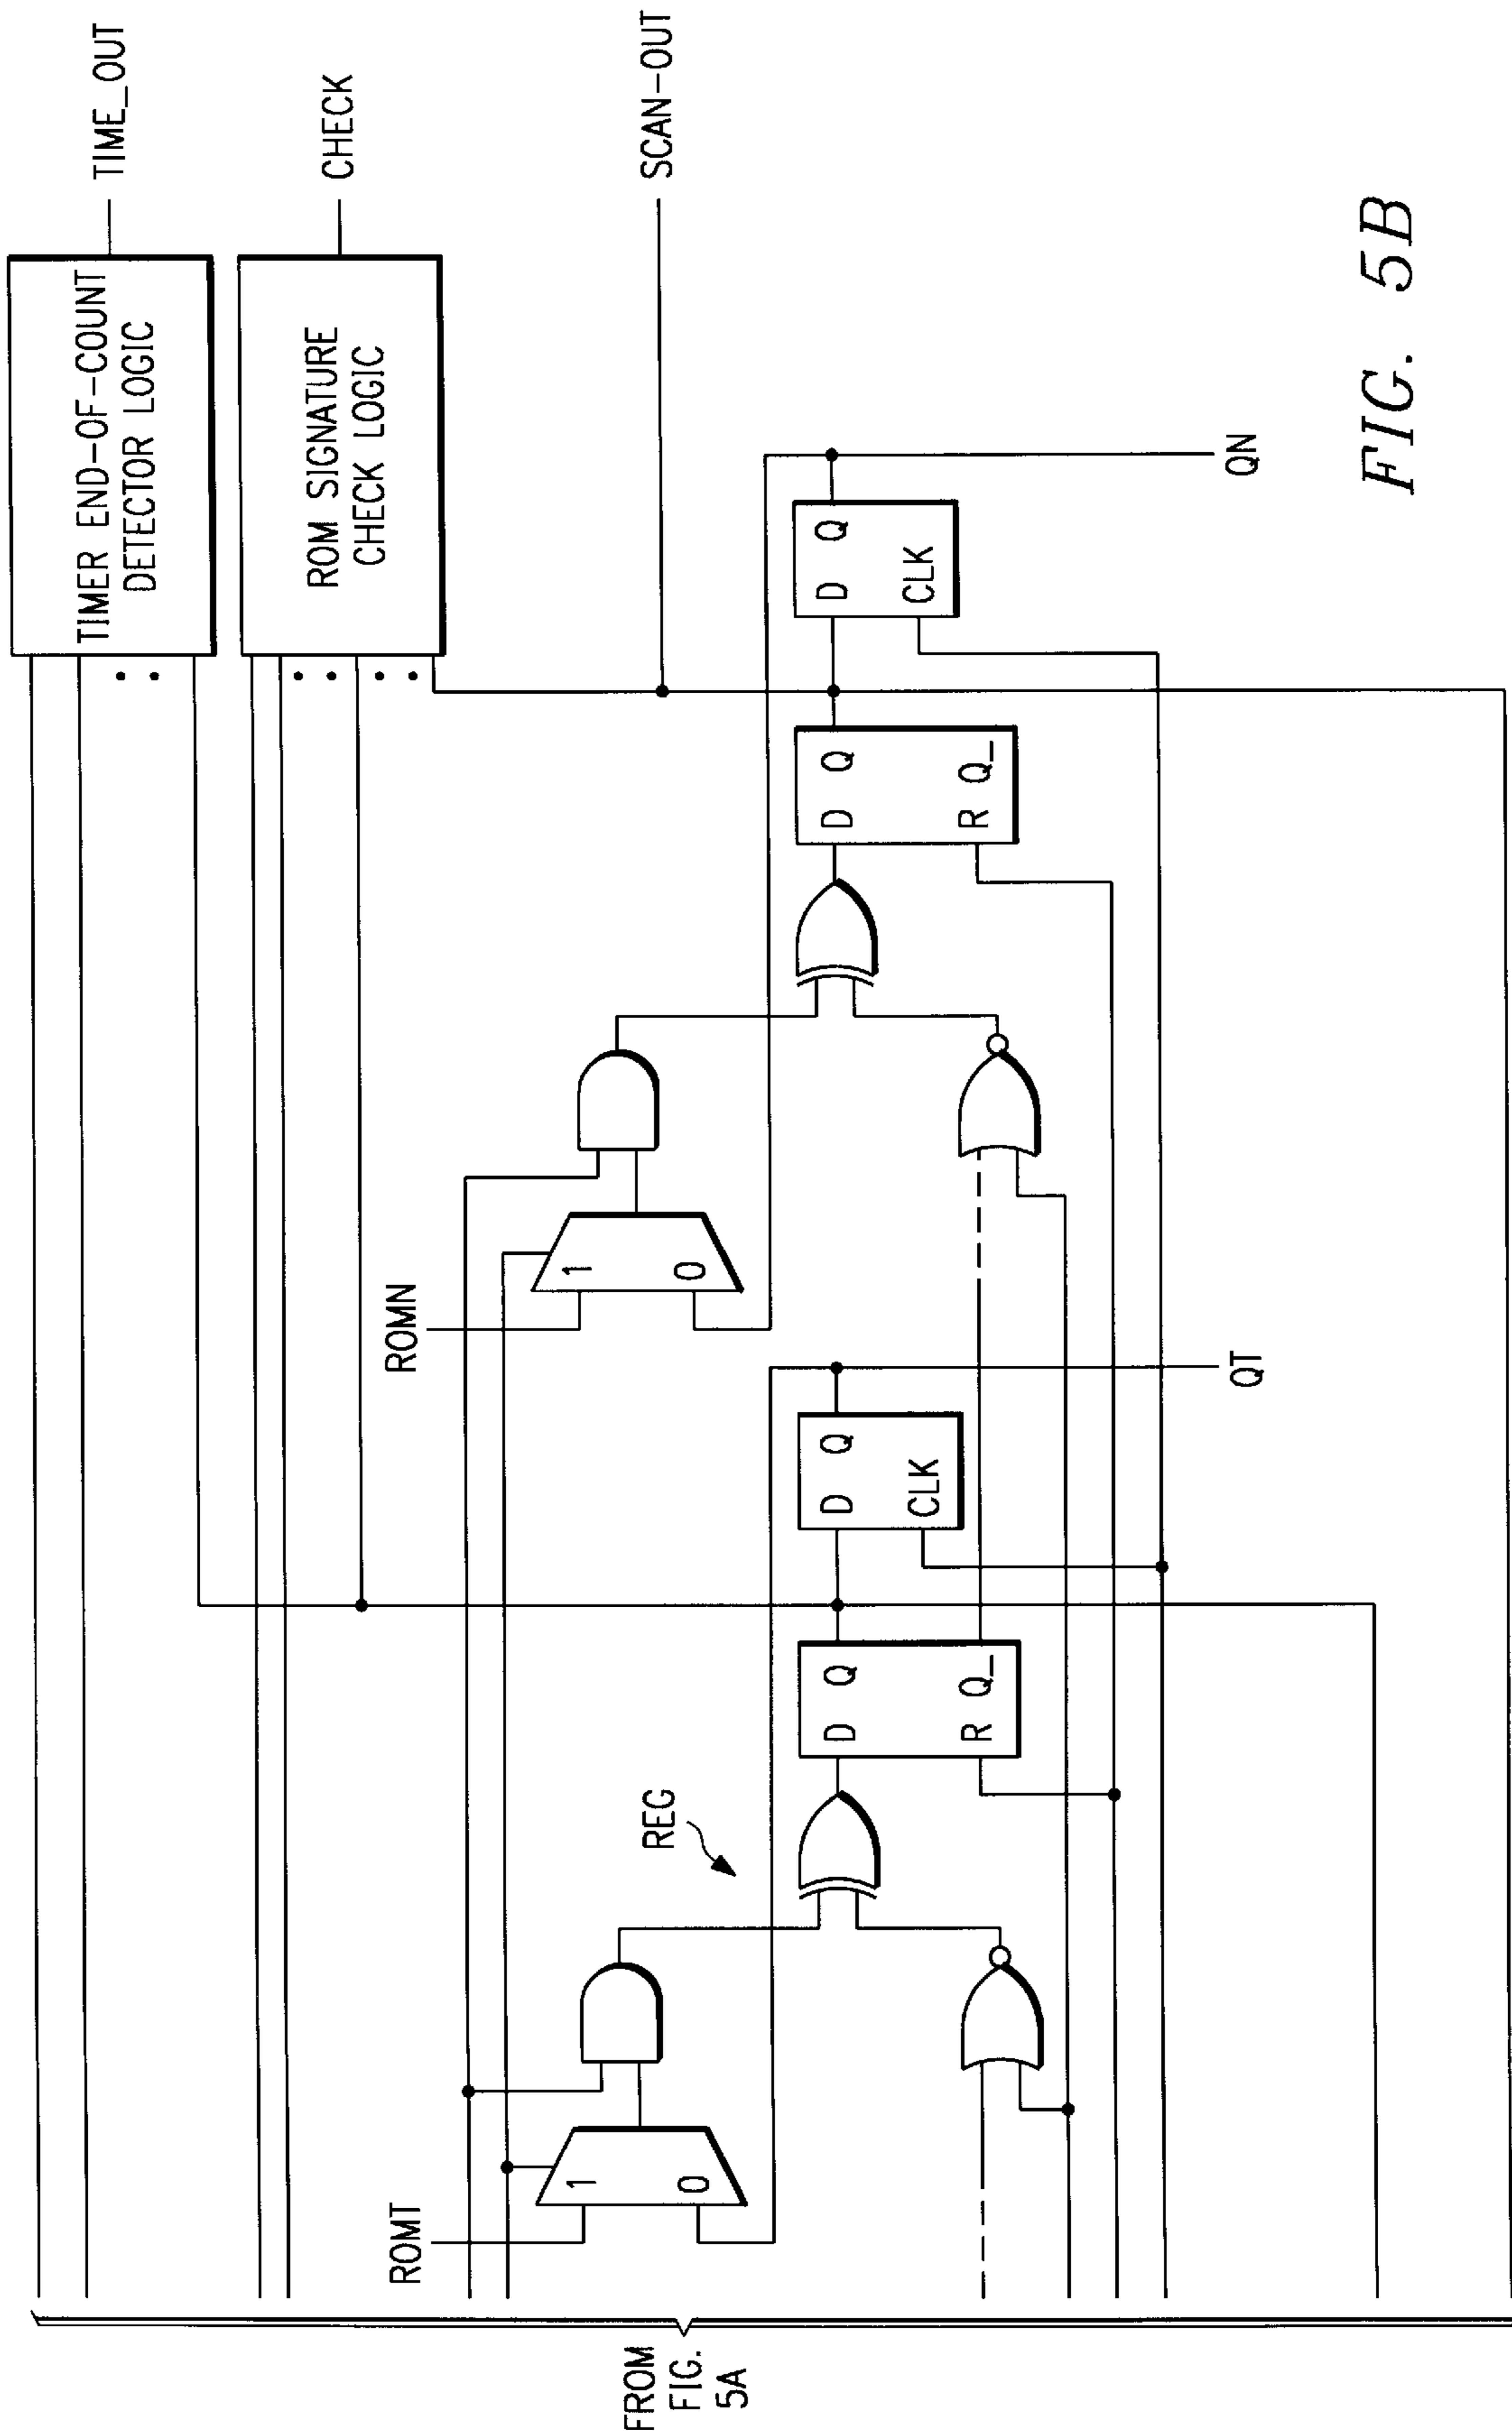 TIMER END-OF-COUNT
DETECTOR LOGIC
TIME_OUT
ROM SIGNATURE
CHECK LOGIC
CHECK
SCAN-OUT
ROMT
1
0
REG
D Q
R Q_
D Q
CLK
QT
ROMN
1
0
D Q
R Q_
D Q
CLK
QN
FROM
FIG.
5A
FIG. 5B